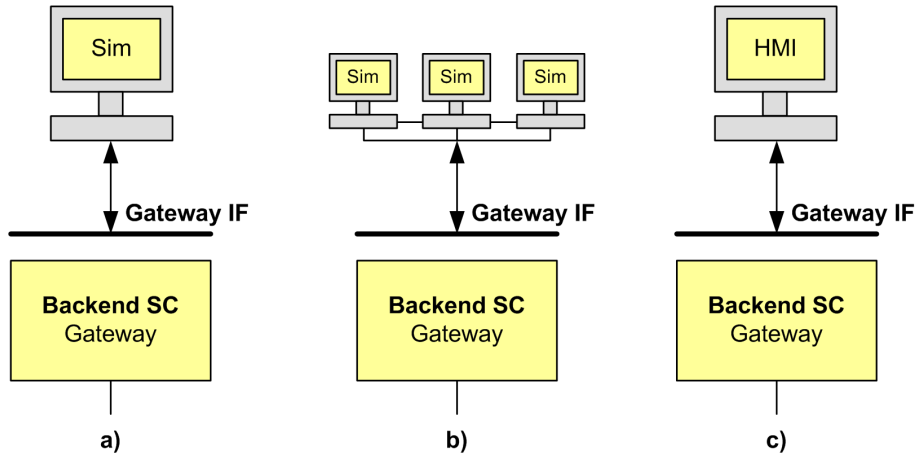 Sim
Sim Sim Sim
HMI
Gateway IF
Gateway IF
Gateway IF
Backend SC
Gateway
Backend SC
Gateway
Backend SC
Gateway
a)
b)
c)